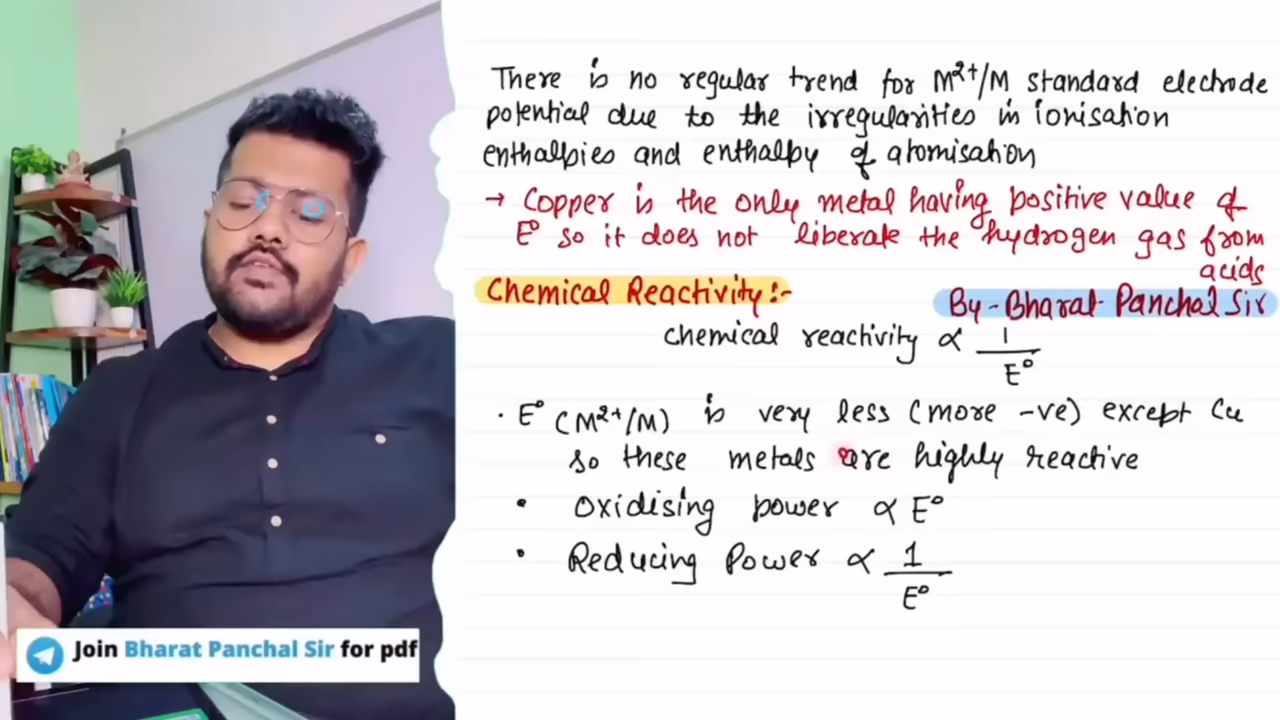 There is no regular trend for M²⁺/M standard electrode
potential due to the irregularities in ionisation
enthalpies and enthalpy of atomisation
→ Copper is the only metal having positive value of
E° so it does not liberate the hydrogen gas from
acids
Chemical Reactivity :-
By - Bharat Panchal Sir
chemical reactivity ∝ 1/E°
· E° (M²⁺/M) is very less (more -ve) except Cu
so these metals are highly reactive
• Oxidising power ∝ E°
• Reducing Power ∝ 1/E°
Join Bharat Panchal Sir for pdf